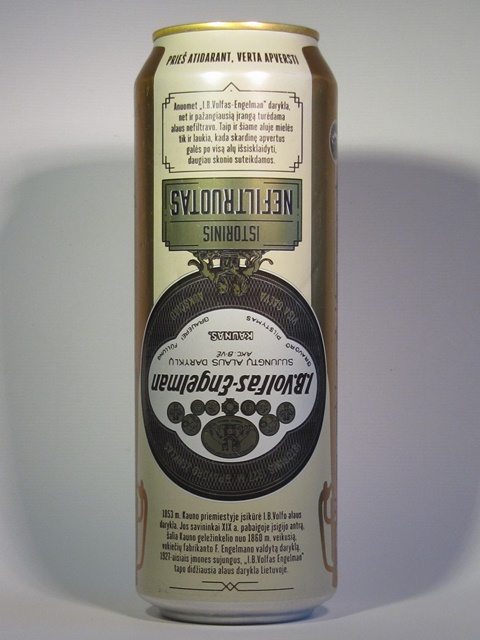 PRIEŠ ATIDARANT, VERTA APVERSTI
Anuomet „I.B.Volfas-Engelman" darykla,
net ir pažangiausią įrangą turėdama
alaus nefiltravo. Taip ir šiame aluje mielės
tik ir laukia, kada skardinę apvertus
galės po visą alų išsisklaidyti,
daugiau skonio suteikdamos.
NEFILTRUOTAS
ISTORINIS
AUKSINIO
KAUNAS.
AKC. B-VĖ
SUJUNGTŲ ALAUS DARYKLŲ
I.B.Volfas-Engelman
1853 m. Kauno priemiestyje įsikūrė I.B.Volfo alaus
darykla. Jos savininkai XIX a. pabaigoje įsigijo antrą,
šalia Kauno geležinkelio nuo 1860 m. veikusią,
vokiečių fabrikanto F. Engelmano valdytą daryklą.
1927-aisiais įmones sujungus, „I.B.Volfas Engelman"
tapo didžiausia alaus darykla Lietuvoje.